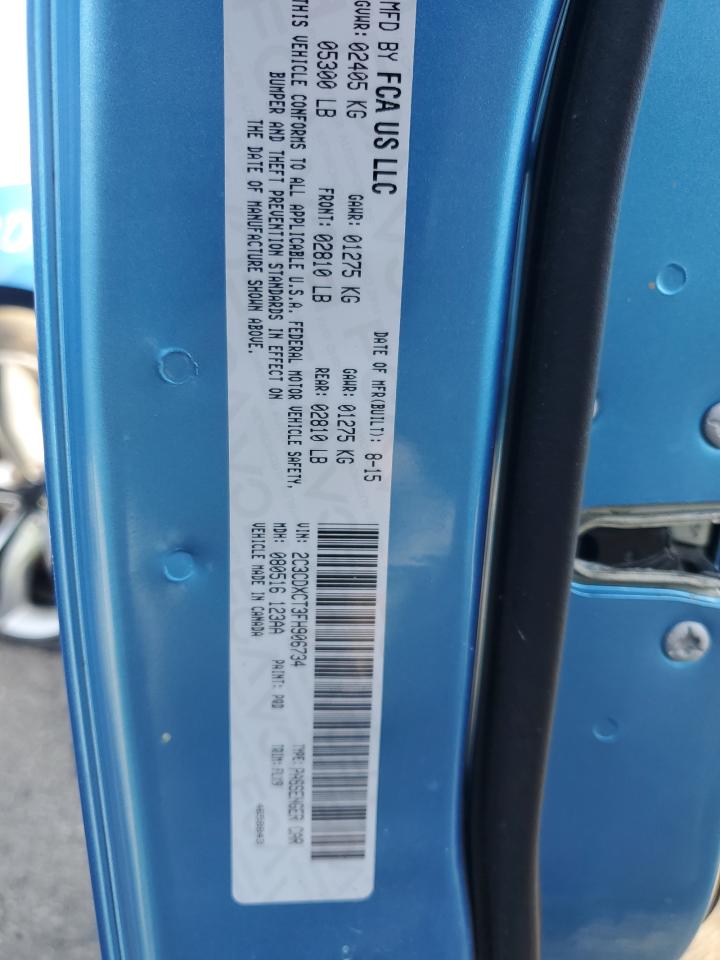 MFD BY FCA US LLC
DATE OF MFR(BUILT): 8-15
GVWR: 02405 KG
GAWR: 01275 KG
GAWR: 01275 KG
05300 LB
FRONT: 02810 LB
REAR: 02810 LB
THIS VEHICLE CONFORMS TO ALL APPLICABLE U.S.A. FEDERAL MOTOR VEHICLE SAFETY,
BUMPER AND THEFT PREVENTION STANDARDS IN EFFECT ON
THE DATE OF MANUFACTURE SHOWN ABOVE.
VIN: 2C3CDXCT3FH906734
TYPE: PASSENGER CAR
MDH: 080516 123AA
PAINT: PQD
TRIM: FLX9
VEHICLE MADE IN CANADA